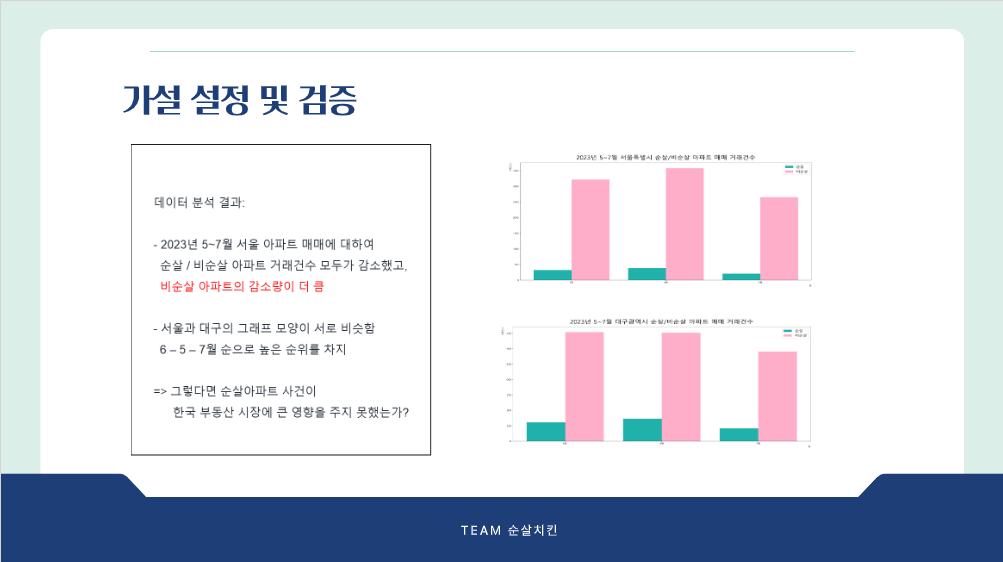 가설 설정 및 검증
데이터 분석 결과:
- 2023년 5~7월 서울 아파트 매매에 대하여
순살 / 비순살 아파트 거래건수 모두가 감소했고,
비순살 아파트의 감소량이 더 큼
- 서울과 대구의 그래프 모양이 서로 비슷함
6 – 5 – 7월 순으로 높은 순위를 차지
=> 그렇다면 순살아파트 사건이
한국 부동산 시장에 큰 영향을 주지 못했는가?
2023년 5~7월 서울특별시 순살/비순살 아파트 매매 거래건수
순살
비순살
2023년 5~7월 대구광역시 순살/비순살 아파트 매매 거래건수
순살
비순살
TEAM 순살치킨